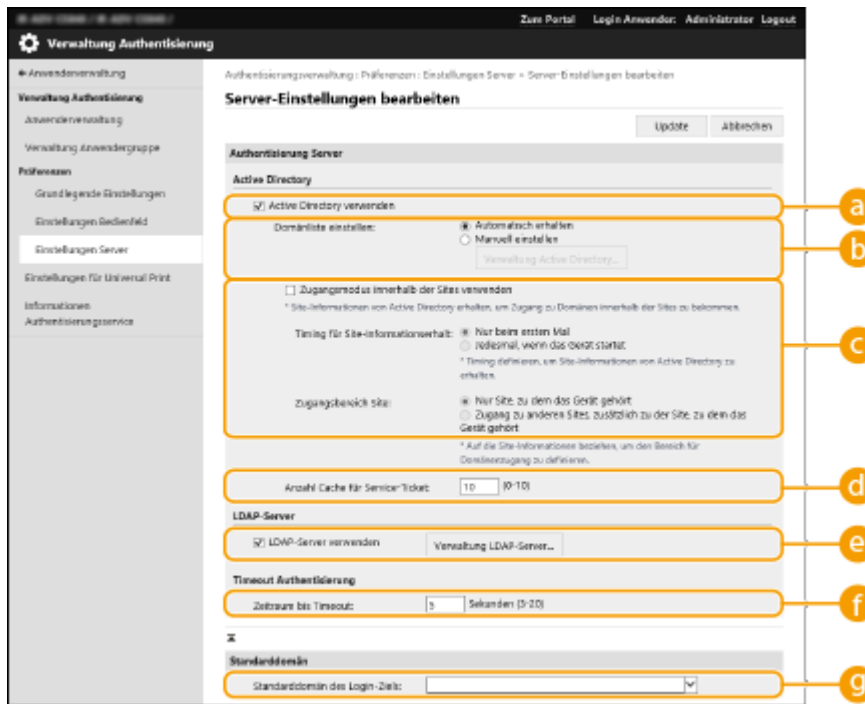 Zum Portal Login Anwender: Administrator Logout
Verwaltung Authentisierung
Anwenderverwaltung
Verwaltung Authentisierung
Anwenderverwaltung
Verwaltung Anwendergruppe
Präferenzen
Grundlegende Einstellungen
Einstellungen Bedienfeld
Einstellungen Server
Einstellungen für Universal Print
Informationen
Authentisierungsservice
Authentisierungsverwaltung : Präferenzen : Einstellungen Server > Server-Einstellungen bearbeiten
Server-Einstellungen bearbeiten
Update Abbrechen
Authentisierung Server
Active Directory
Active Directory verwenden
a
Domänliste einstellen:
Automatisch erhalten
Manuell einstellen
Verwaltung Active Directory...
b
Zugangsmodus innerhalb der Sites verwenden
* Site-Informationen von Active Directory erhalten, um Zugang zu Domänen innerhalb der Sites zu bekommen.
Timing für Site-Informationserhalt:
Nur beim ersten Mal
Jedesmal, wenn das Gerät startet
* Timing definieren, um Site-Informationen von Active Directory zu
erhalten.
c
Zugangsbereich Site:
Nur Site, zu dem das Gerät gehört
Zugang zu anderen Sites, zusätzlich zu der Site, zu dem das
Gerät gehört
* Auf die Site-Informationen beziehen, um den Bereich für
Domänenzugang zu definieren.
Anzahl Cache für Service-Ticket: 10 (0-10)
d
LDAP-Server
LDAP-Server verwenden Verwaltung LDAP-Server...
e
Timeout Authentisierung
Zeitraum bis Timeout: 5 Sekunden (3-20)
f
Standarddomän
Standarddomän des Login-Ziels:
g